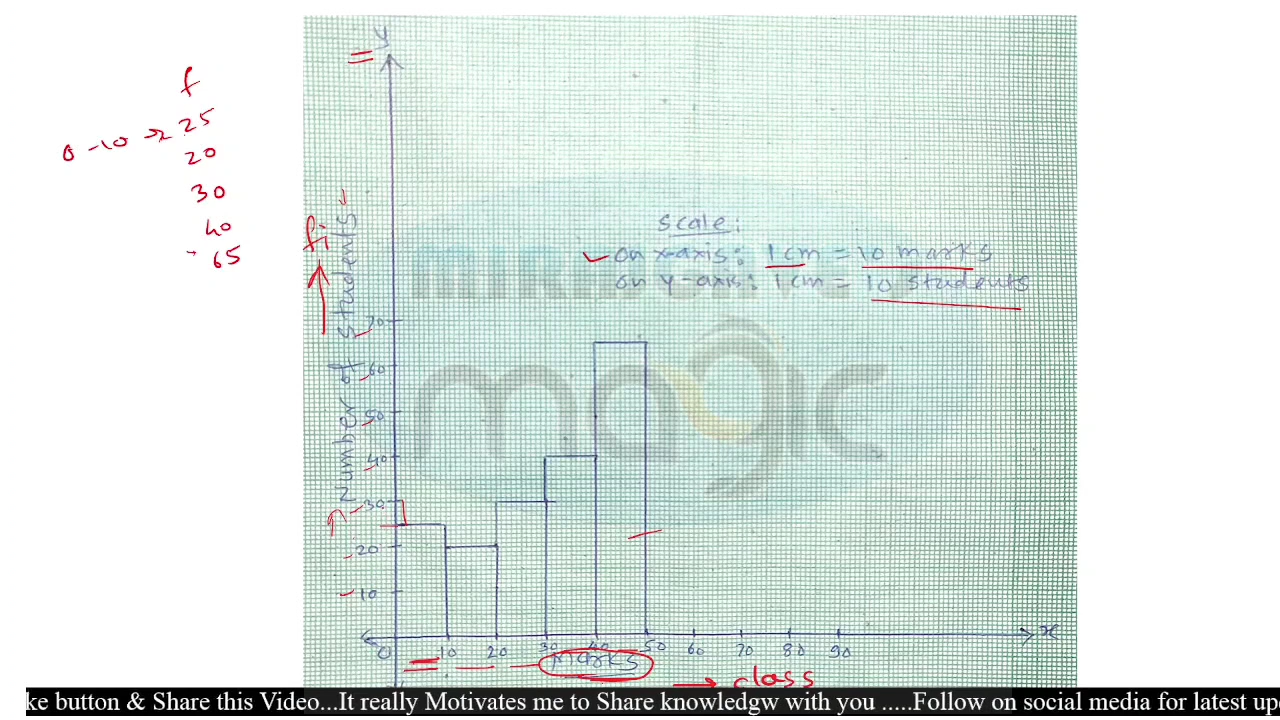 y
f
0-10 → 25
20
30
40
65
fi
Number of students
scale:
on x-axis: 1 cm = 10 marks
on y-axis: 1 cm = 10 students
magic
70
60
50
40
30
20
10
0 10 20 30 40 50 60 70 80 90
x
Marks
→ class
ke button & Share this Video...It really Motivates me to Share knowledgw with you .....Follow on social media for latest up